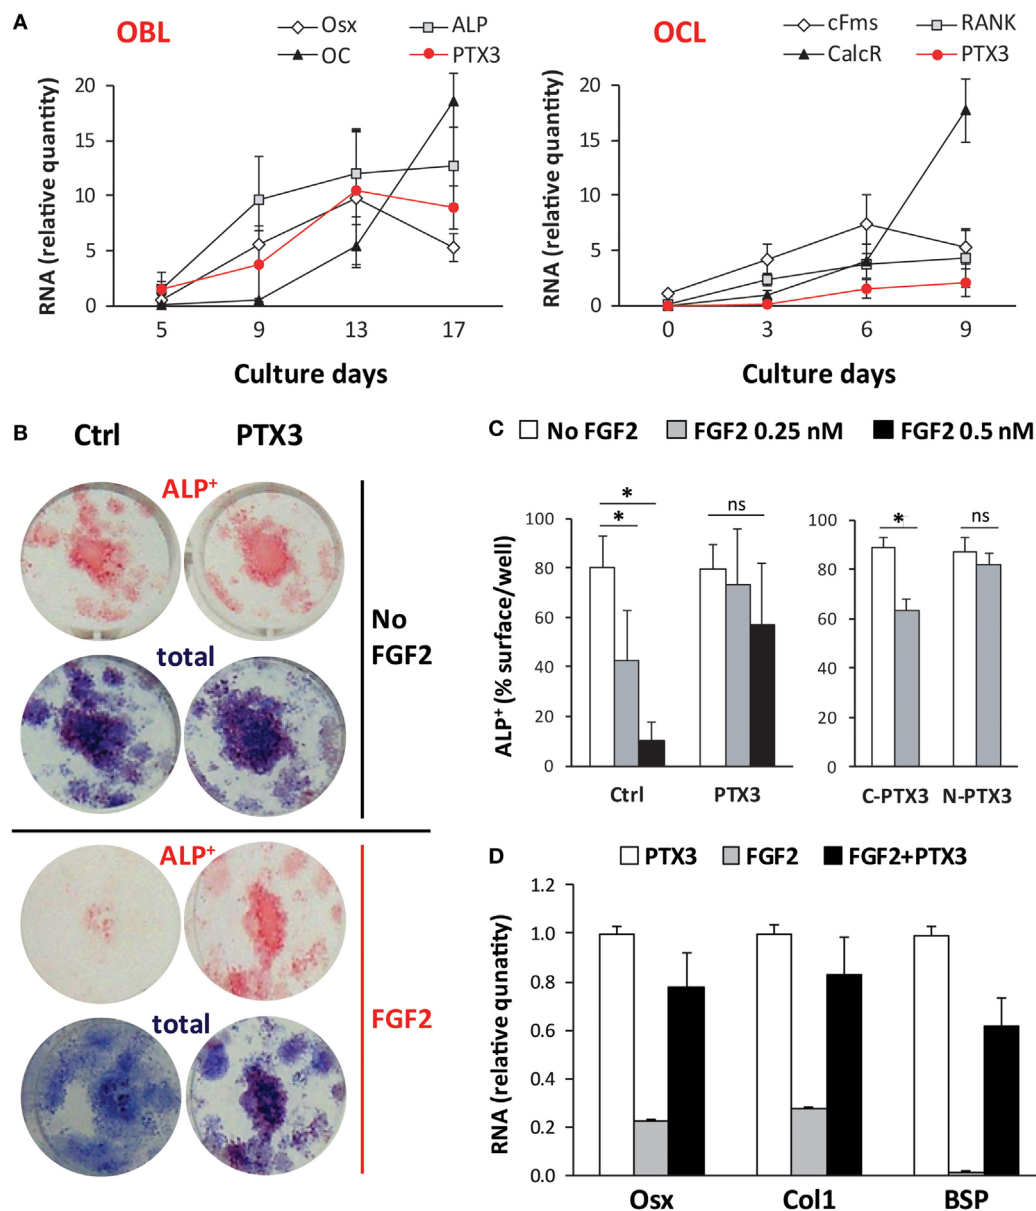 A
OBL
Osx
ALP
OC
PTX3
RNA (relative quantity)
20
15
10
5
0
5
9
13
17
Culture days
OCL
cFms
RANK
CalcR
PTX3
RNA (relative quantity)
20
15
10
5
0
0
3
6
9
Culture days
B
Ctrl
PTX3
ALP+
No
FGF2
total
ALP+
FGF2
total
C
No FGF2
FGF2 0.25 nM
FGF2 0.5 nM
ALP+ (% surface/well)
100
80
60
40
20
0
*
*
ns
Ctrl
PTX3
100
80
60
80
20
0
*
ns
C-PTX3
N-PTX3
D
PTX3
FGF2
FGF2+PTX3
RNA (relative qunatity)
1.2
1.0
0.8
0.6
0.4
0.2
0.0
Osx
Col1
BSP